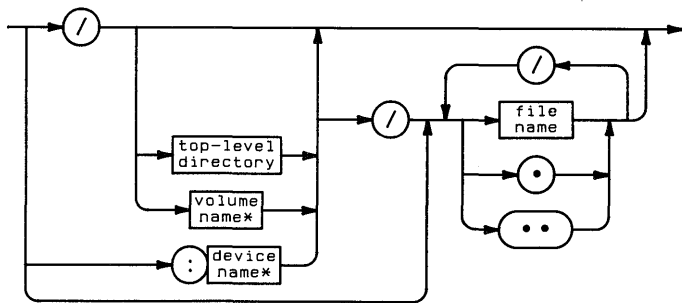 /
/
/
file
name
top-level
directory
•
volume
name*
••
:
device
name*